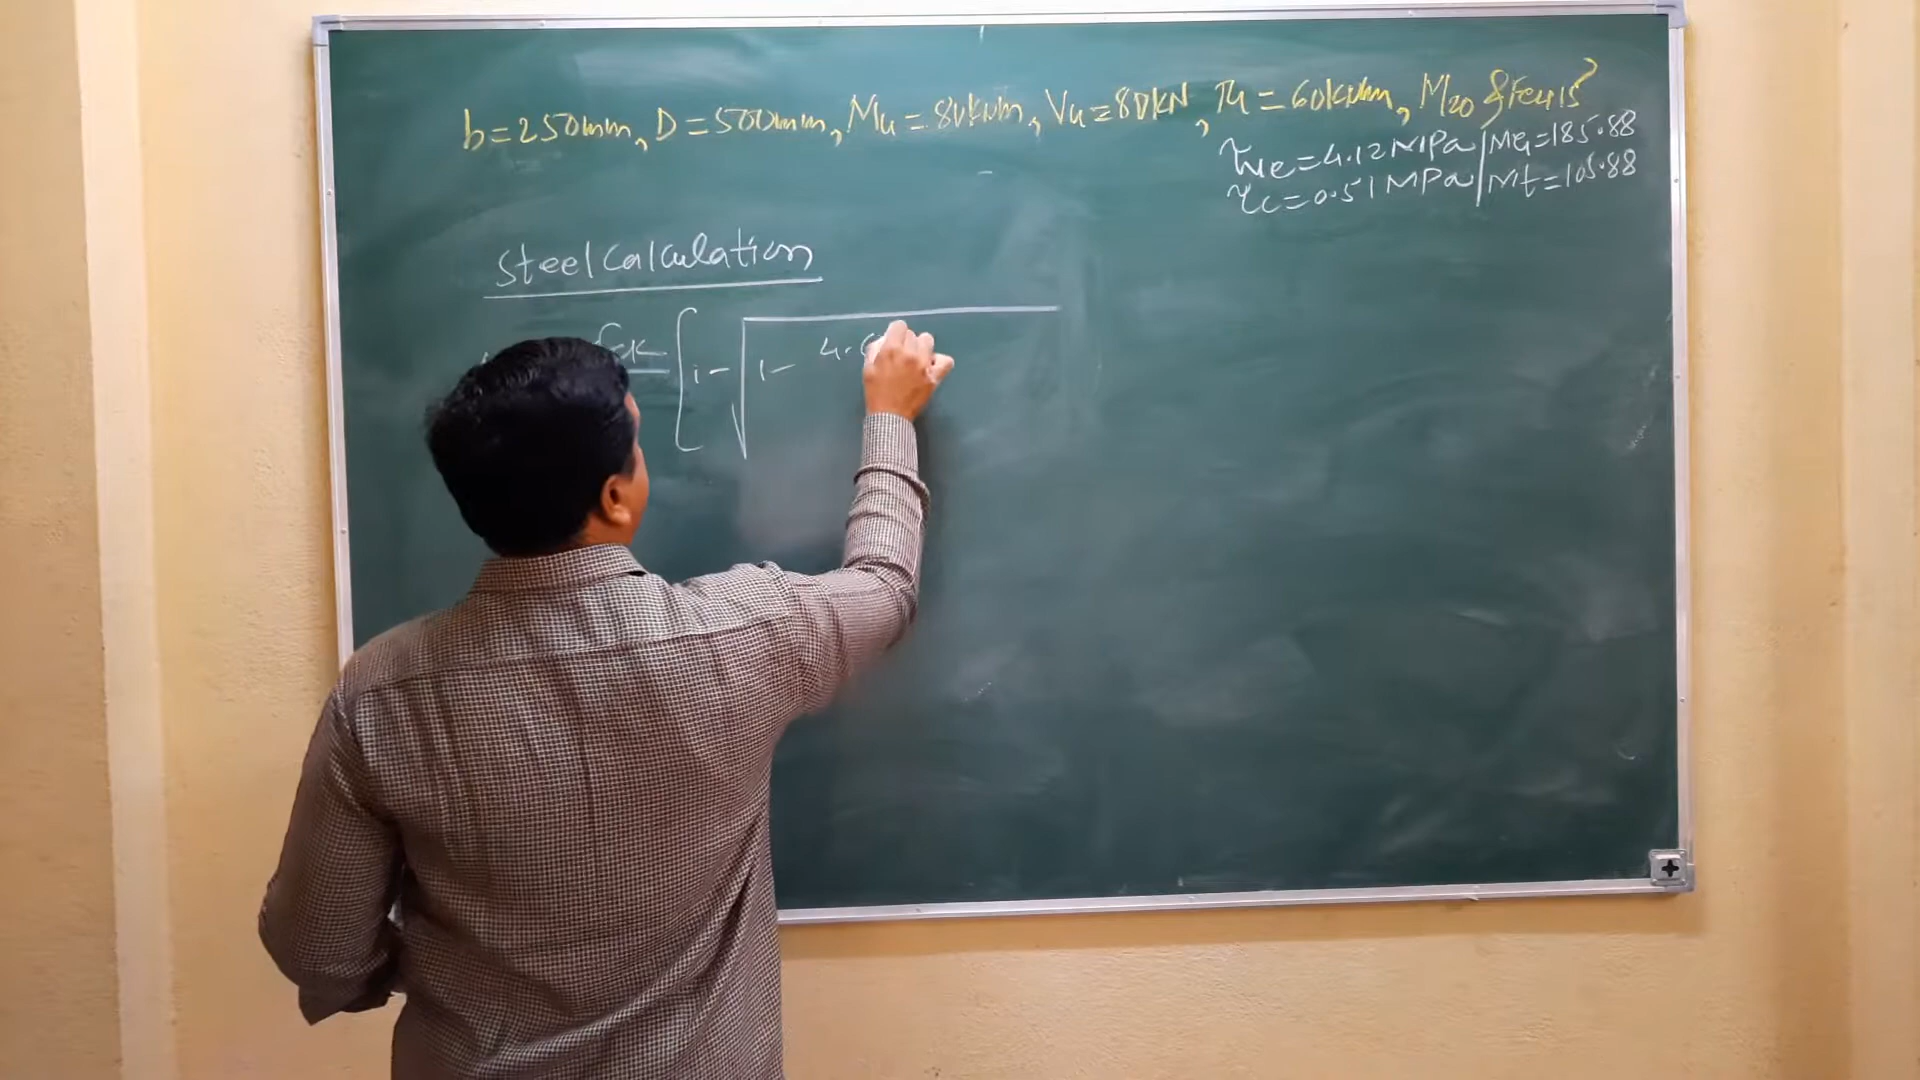 b=250mm, D=500mm, Mu=80kNm, Vu=80kN, Tu=60kNm, M20 & Fe415?
τve=4.12MPa/Me1=185.88
τc=0.51MPa/Mt=105.88
Steel Calculation
fck [1-√1- 4.6